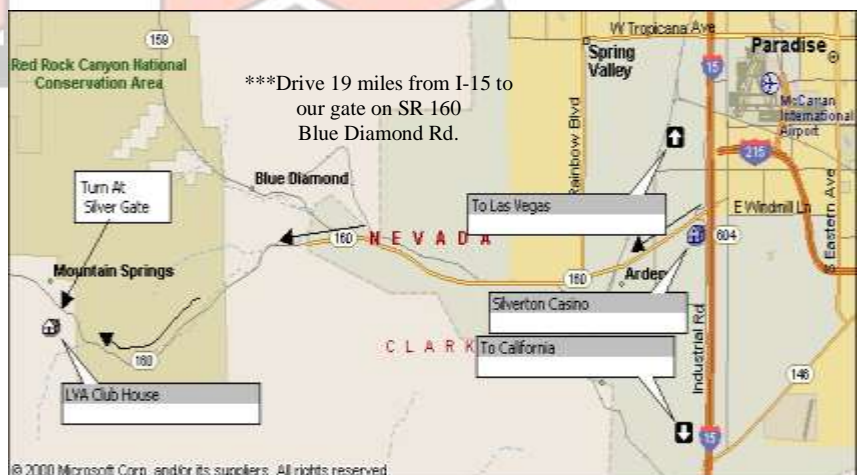 159
W Tropicana Ave
Spring
Valley
15
Paradise
Red Rock Canyon National
Conservation Area
***Drive 19 miles from I-15 to
our gate on SR 160
Blue Diamond Rd.
McCarran
International
Airport
215
Rainbow Blvd
Turn At
Silver Gate
Blue Diamond
To Las Vegas
E Windmill Ln
S Eastern Ave
160
NEVADA
604
Mountain Springs
160
Arden
Silverton Casino
Industrial Rd
CLARK
To California
160
146
LVA Club House
15
© 2000 Microsoft Corp. and/or its suppliers. All rights reserved.